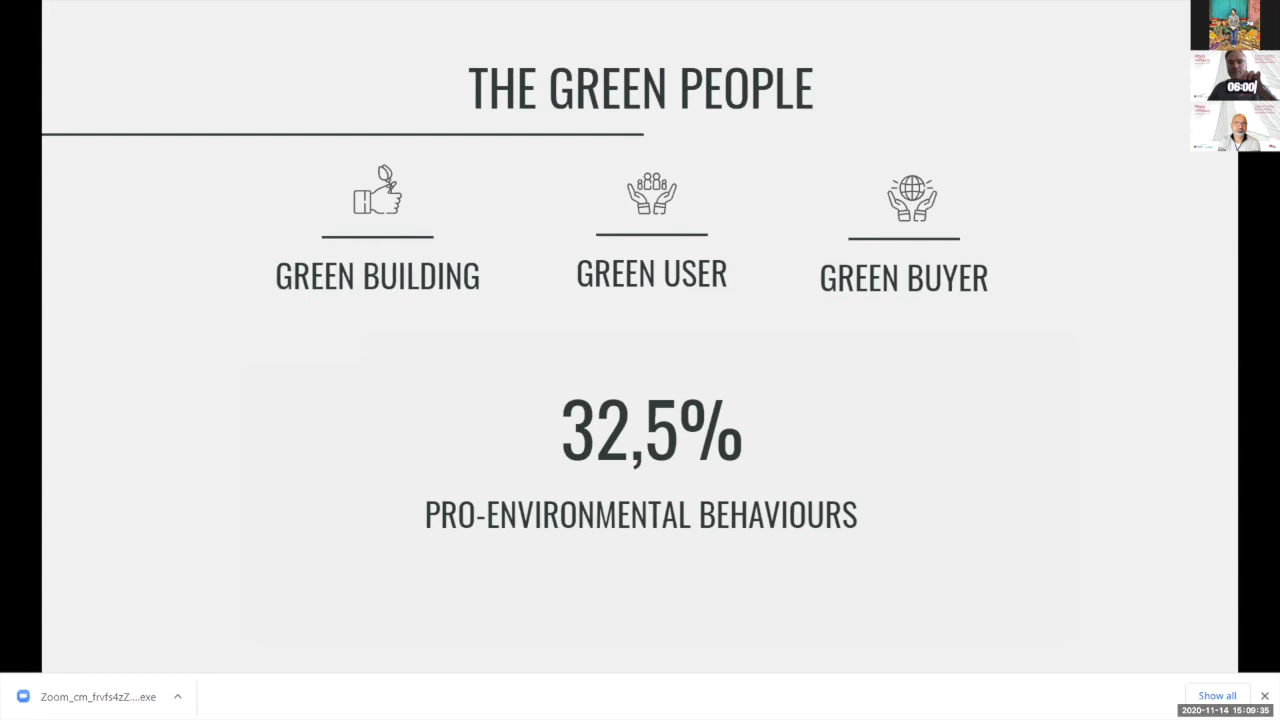 THE GREEN PEOPLE
GREEN BUILDING
GREEN USER
GREEN BUYER
32,5%
PRO-ENVIRONMENTAL BEHAVIOURS
06:00
Zoom_cm_frvfs4zZ....exe
Show all
2020-11-14 15:09:35